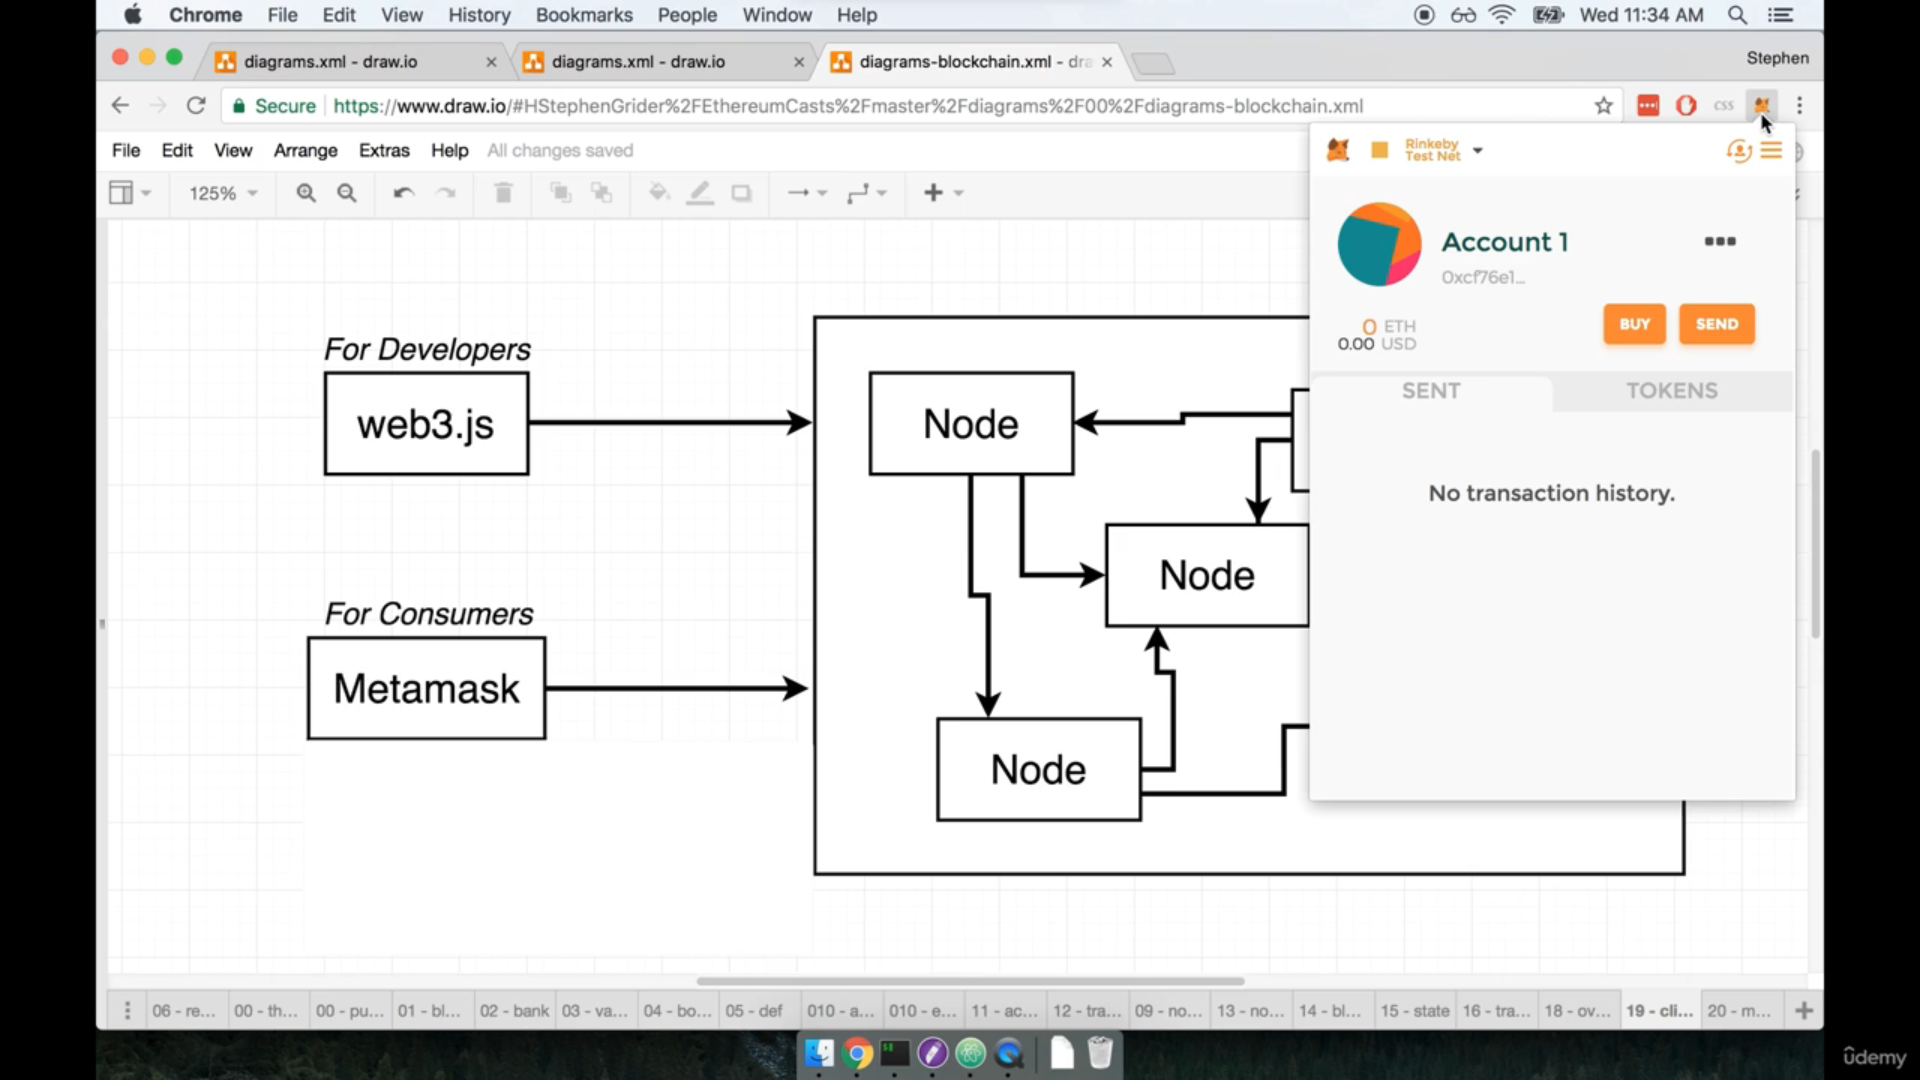 Chrome File Edit View History Bookmarks People Window Help Wed 11:34 AM
diagrams.xml - draw.io diagrams.xml - draw.io diagrams-blockchain.xml - dra Stephen
Secure https://www.draw.io/#HStephenGrider%2FEthereumCasts%2Fmaster%2Fdiagrams%2F00%2Fdiagrams-blockchain.xml css
File Edit View Arrange Extras Help All changes saved
125%
Rinkeby
Test Net
Account 1
0xcf76e1...
0 ETH
0.00 USD
BUY SEND
SENT TOKENS
No transaction history.
For Developers
web3.js
Node
Node
For Consumers
Metamask
Node
06 - re... 00 - th... 00 - pu... 01 - bl... 02 - bank 03 - va... 04 - bo... 05 - def 010 - a... 010 - e... 11 - ac... 12 - tra... 09 - no... 13 - no... 14 - bl... 15 - state 16 - tra... 18 - ov... 19 - cli... 20 - m...
ûdemy